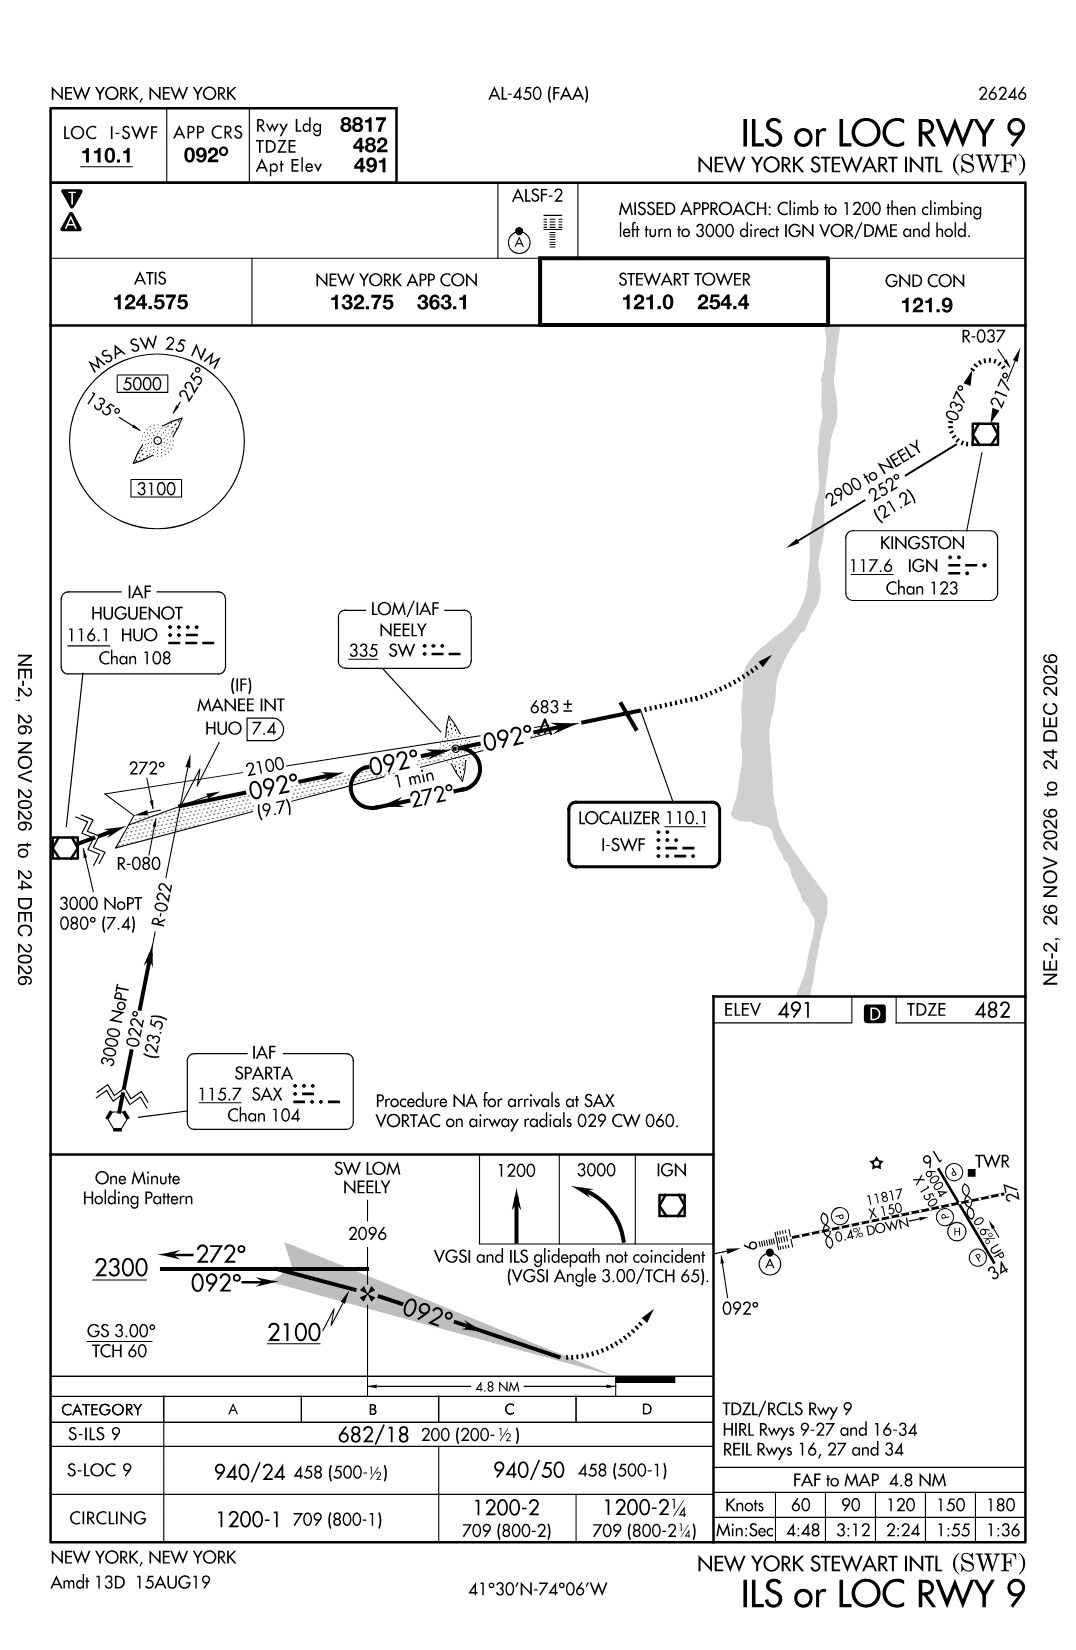 NEW YORK, NEW YORK
AL-450 (FAA)
26246
LOC I-SWF
110.1
APP CRS
092°
Rwy Ldg 8817
TDZE 482
Apt Elev 491
ILS or LOC RWY 9
NEW YORK STEWART INTL (SWF)
T
A
ALSF-2
A
MISSED APPROACH: Climb to 1200 then climbing
left turn to 3000 direct IGN VOR/DME and hold.
ATIS
124.575
NEW YORK APP CON
132.75 363.1
STEWART TOWER
121.0 254.4
GND CON
121.9
MSA SW 25 NM
5000
135°
225°
3100
R-037
037°
217°
2900 to NEELY
252°
(21.2)
KINGSTON
117.6 IGN
Chan 123
IAF
HUGUENOT
116.1 HUO
Chan 108
LOM/IAF
NEELY
335 SW
(IF)
MANEE INT
HUO 7.4
683 ±
272°
2100
092°
(9.7)
092°
1 min
272°
092°
R-080
3000 NoPT
080° (7.4)
R-022
LOCALIZER 110.1
I-SWF
3000 NoPT
022°
(23.5)
IAF
SPARTA
115.7 SAX
Chan 104
Procedure NA for arrivals at SAX
VORTAC on airway radials 029 CW 060.
NE-2, 26 NOV 2026 to 24 DEC 2026
NE-2, 26 NOV 2026 to 24 DEC 2026
ELEV 491
D
TDZE 482
TWR
16
6004
X 150
11817
X 150
0.4% DOWN
27
0.6% UP
34
P
P
P
P
H
A
092°
TDZL/RCLS Rwy 9
HIRL Rwys 9-27 and 16-34
REIL Rwys 16, 27 and 34
FAF to MAP 4.8 NM
Knots 60 90 120 150 180
Min:Sec 4:48 3:12 2:24 1:55 1:36
One Minute
Holding Pattern
SW LOM
NEELY
2096
1200
3000
IGN
VGSI and ILS glidepath not coincident
(VGSI Angle 3.00/TCH 65).
2300
272°
092°
092°
2100
GS 3.00°
TCH 60
4.8 NM
CATEGORY A B C D
S-ILS 9 682/18 200 (200-½)
S-LOC 9 940/24 458 (500-½) 940/50 458 (500-1)
CIRCLING 1200-1 709 (800-1) 1200-2 709 (800-2) 1200-2¼ 709 (800-2¼)
NEW YORK, NEW YORK
Amdt 13D 15AUG19
41°30'N-74°06'W
NEW YORK STEWART INTL (SWF)
ILS or LOC RWY 9